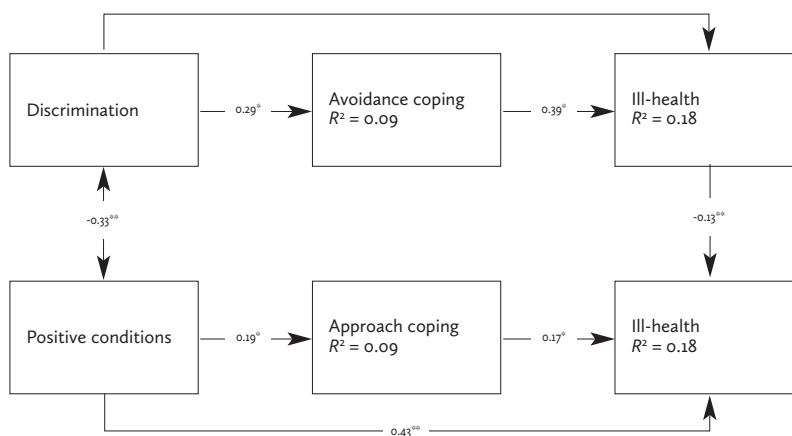 Discrimination
0.29*
Avoidance coping
R² = 0.09
0.39*
Ill-health
R² = 0.18
-0.33**
-0.13**
Positive conditions
0.19*
Approach coping
R² = 0.09
0.17*
Ill-health
R² = 0.18
0.43**